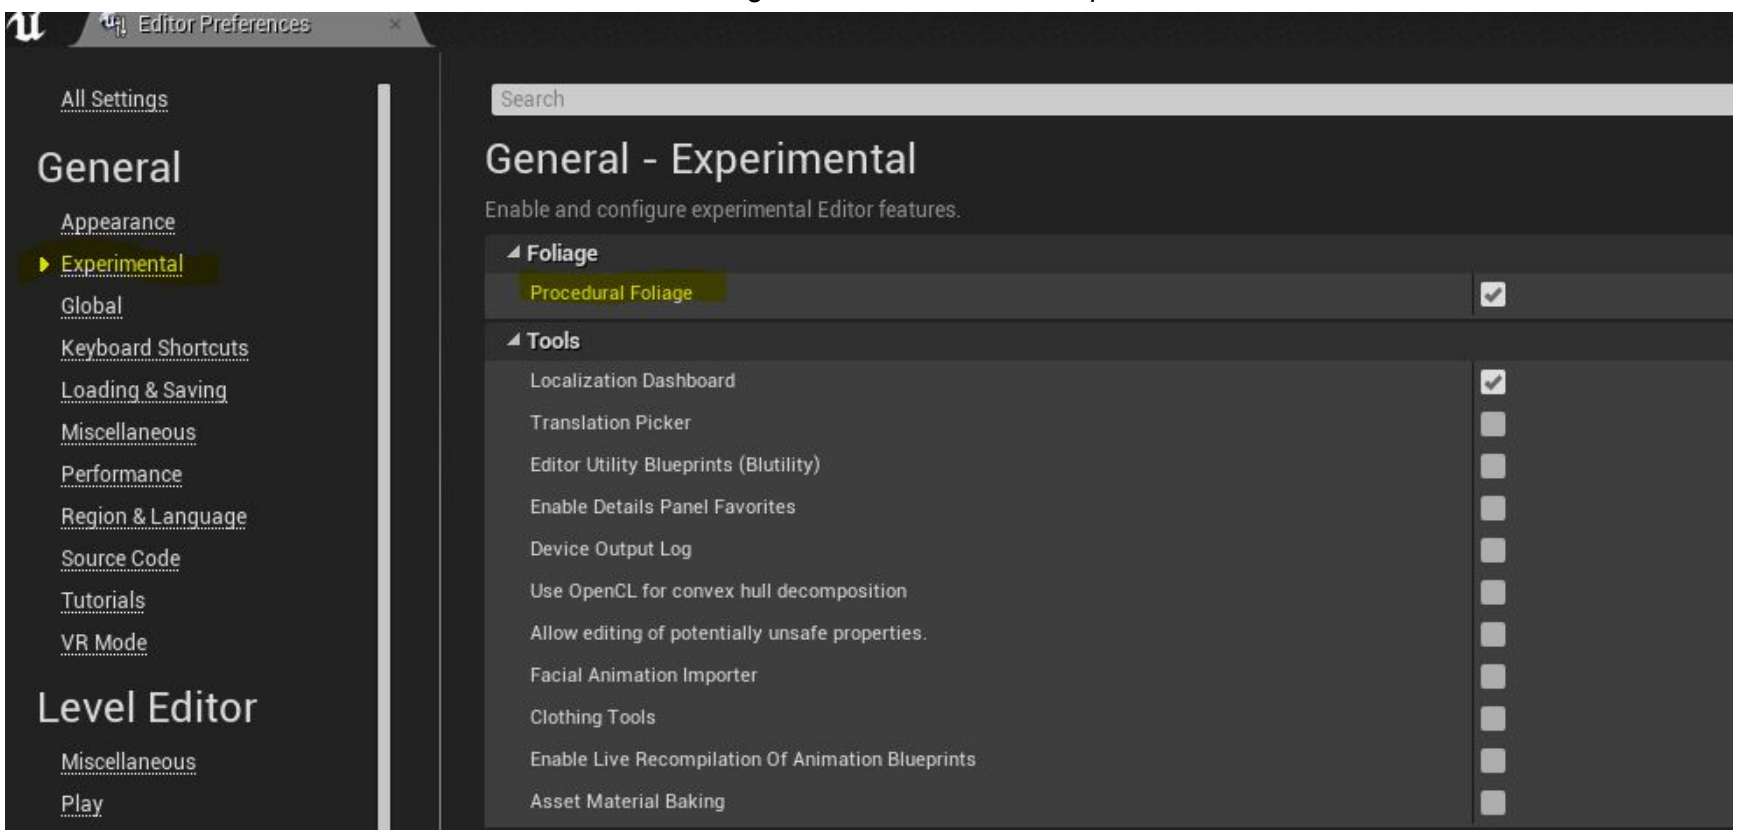 Editor Preferences
All Settings
General
Appearance
Experimental
Global
Keyboard Shortcuts
Loading & Saving
Miscellaneous
Performance
Region & Language
Source Code
Tutorials
VR Mode
Level Editor
Miscellaneous
Play
Search
General - Experimental
Enable and configure experimental Editor features.
Foliage
Procedural Foliage
Tools
Localization Dashboard
Translation Picker
Editor Utility Blueprints (Blutility)
Enable Details Panel Favorites
Device Output Log
Use OpenCL for convex hull decomposition
Allow editing of potentially unsafe properties.
Facial Animation Importer
Clothing Tools
Enable Live Recompilation Of Animation Blueprints
Asset Material Baking